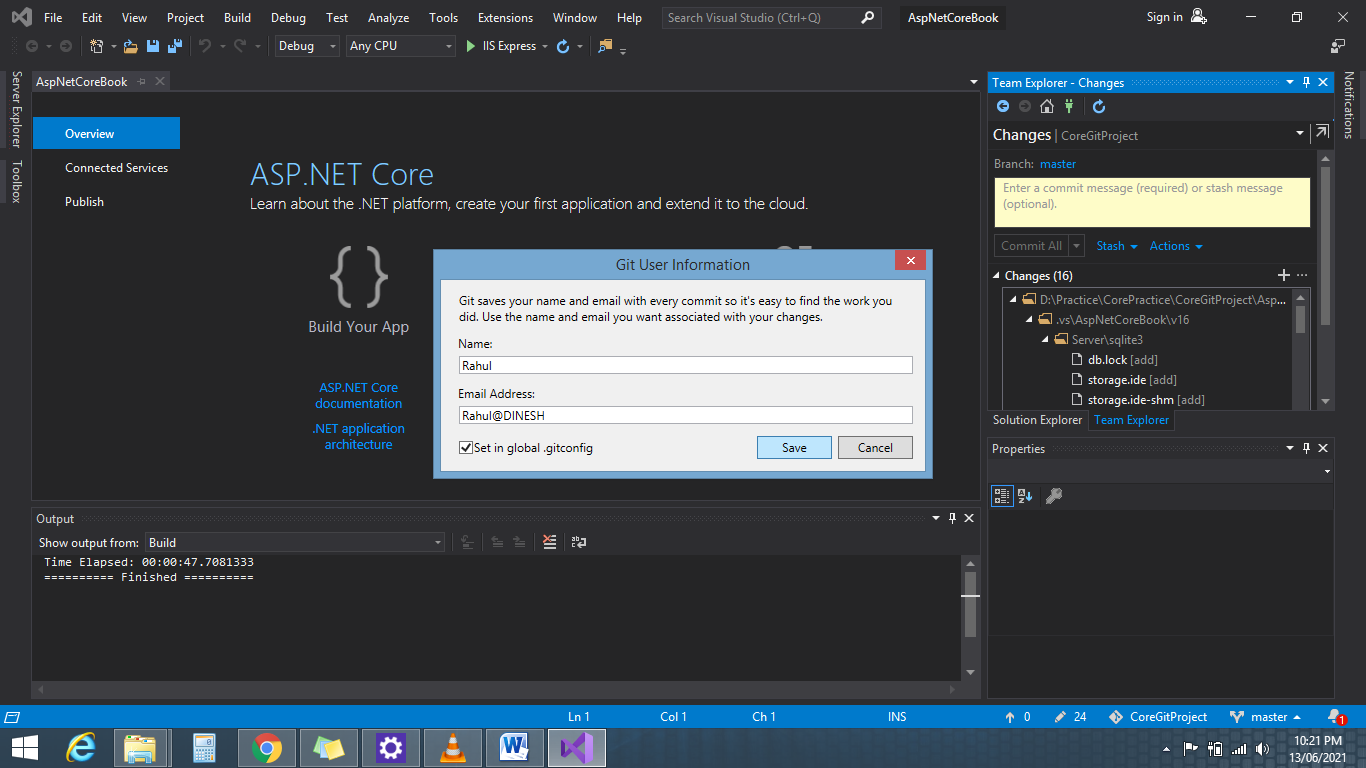 File Edit View Project Build Debug Test Analyze Tools Extensions Window Help Search Visual Studio (Ctrl+Q) AspNetCoreBook Sign in
Debug Any CPU IIS Express
Server Explorer
Toolbox
AspNetCoreBook
Overview
Connected Services
Publish
ASP.NET Core
Learn about the .NET platform, create your first application and extend it to the cloud.
{ }
Build Your App
ASP.NET Core
documentation
.NET application
architecture
Git User Information
Git saves your name and email with every commit so it's easy to find the work you
did. Use the name and email you want associated with your changes.
Name:
Rahul
Email Address:
Rahul@DINESH
Set in global .gitconfig
Save Cancel
Team Explorer - Changes
Changes | CoreGitProject
Branch: master
Enter a commit message (required) or stash message
(optional).
Commit All Stash Actions
Changes (16)
D:\Practice\CorePractice\CoreGitProject\Asp...
.vs\AspNetCoreBook\v16
Server\sqlite3
db.lock [add]
storage.ide [add]
storage.ide-shm [add]
Solution Explorer Team Explorer
Properties
Notifications
Output
Show output from: Build
Time Elapsed: 00:00:47.7081333
========== Finished ==========
Ln 1 Col 1 Ch 1 INS 0 24 CoreGitProject master 1
10:21 PM
13/06/2021